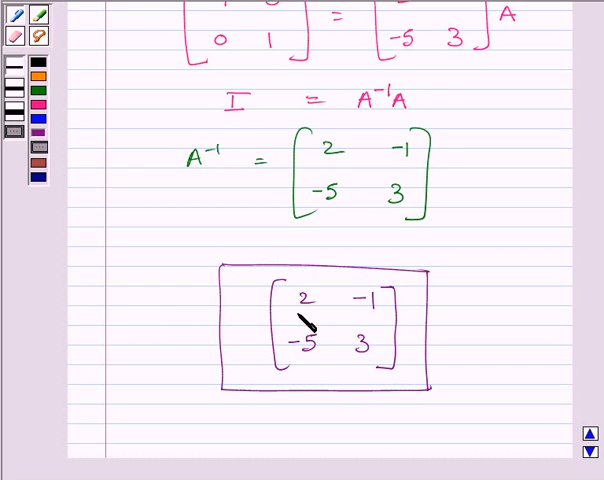 0 1 = -5 3 A
I = A⁻¹A
A⁻¹ = 2 -1
-5 3
2 -1
-5 3